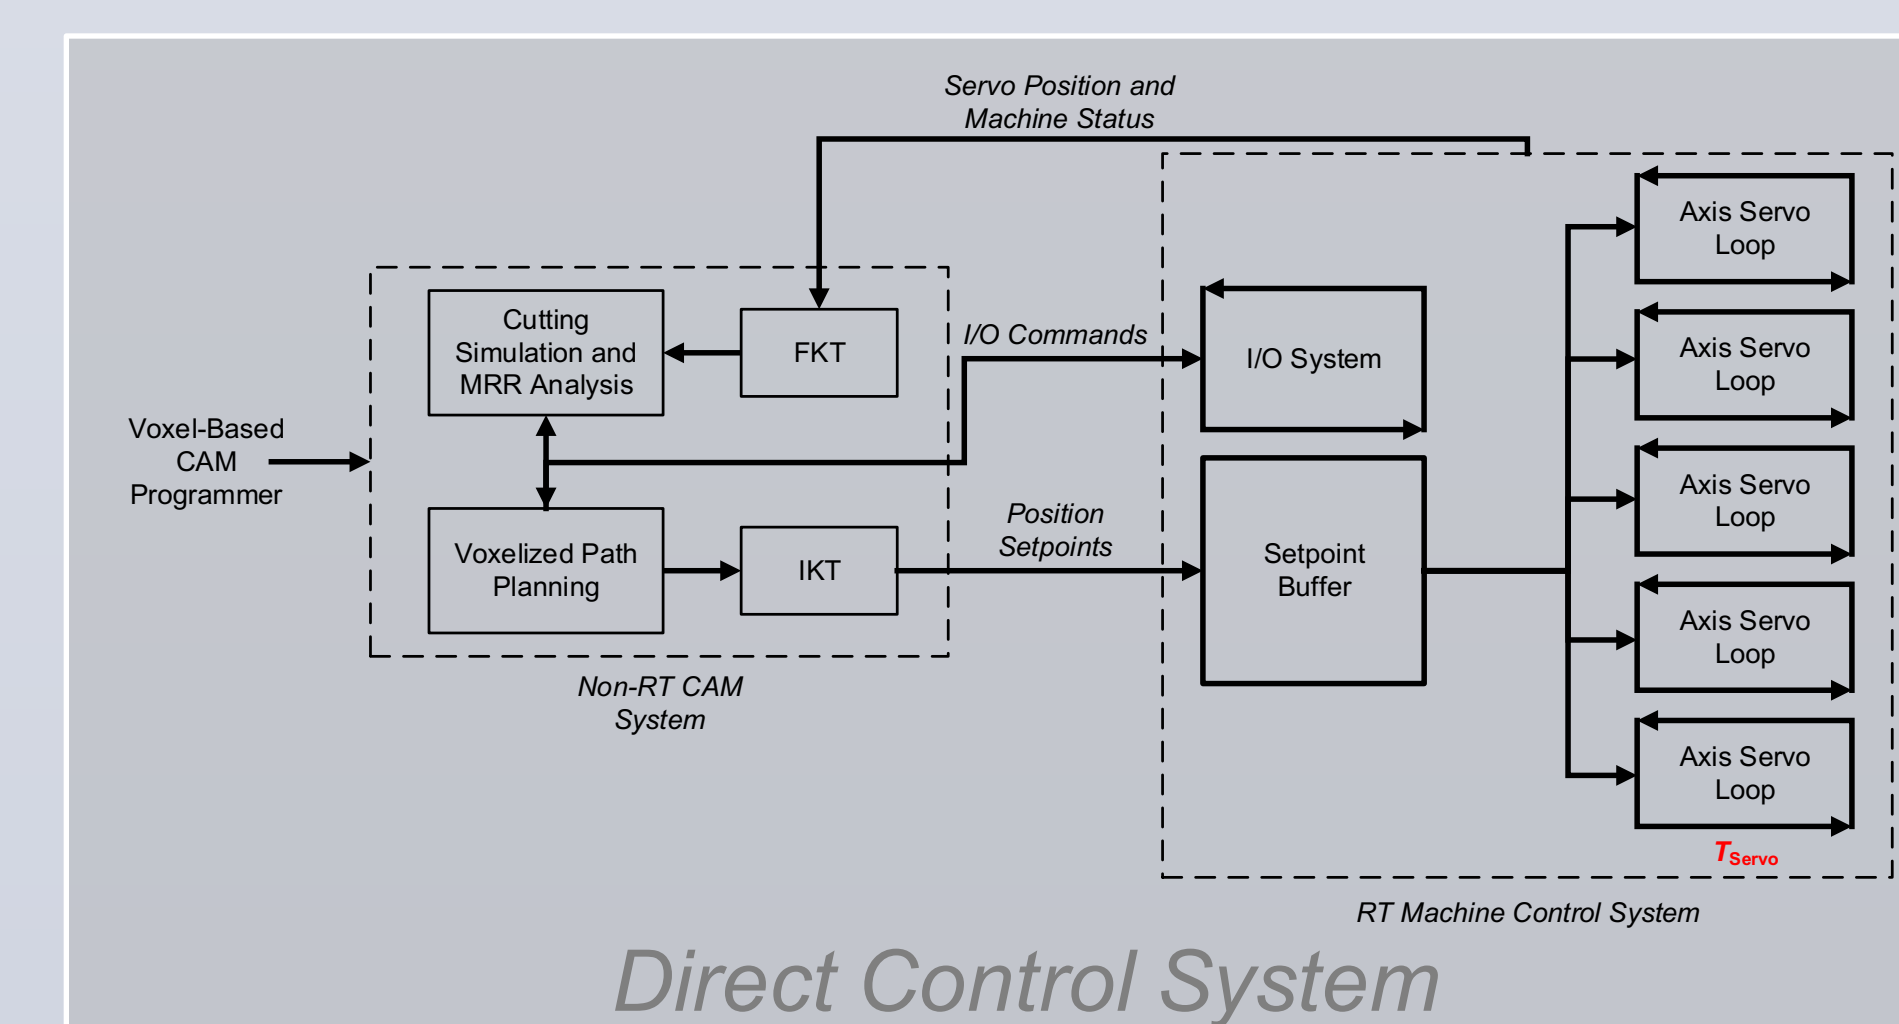 Servo Position and
Machine Status
Axis Servo
Loop
Cutting
Simulation and
MRR Analysis
FKT
I/O Commands
I/O System
Axis Servo
Loop
Voxel-Based
CAM
Programmer
Axis Servo
Loop
Voxelized Path
Planning
IKT
Position
Setpoints
Setpoint
Buffer
Axis Servo
Loop
Non-RT CAM
System
Axis Servo
Loop
TServo
RT Machine Control System
Direct Control System